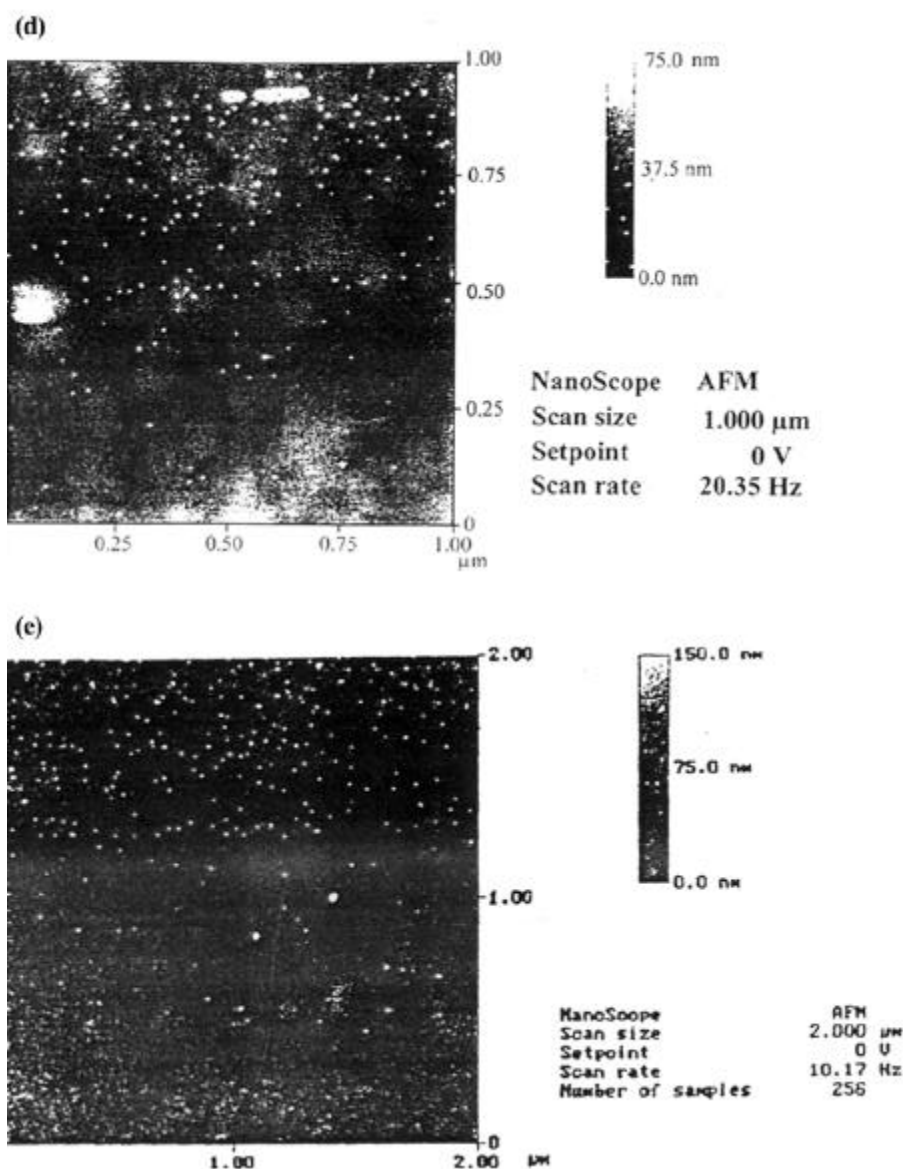 (d)
1.00
0.75
0.50
0.25
0
0.25 0.50 0.75 1.00
μm
75.0 nm
37.5 nm
0.0 nm
NanoScope AFM
Scan size 1.000 μm
Setpoint 0 V
Scan rate 20.35 Hz
(e)
2.00
1.00
0
1.00 2.00 μm
150.0 nm
75.0 nm
0.0 nm
NanoScope AFM
Scan size 2.000 μm
Setpoint 0 V
Scan rate 10.17 Hz
Number of samples 256